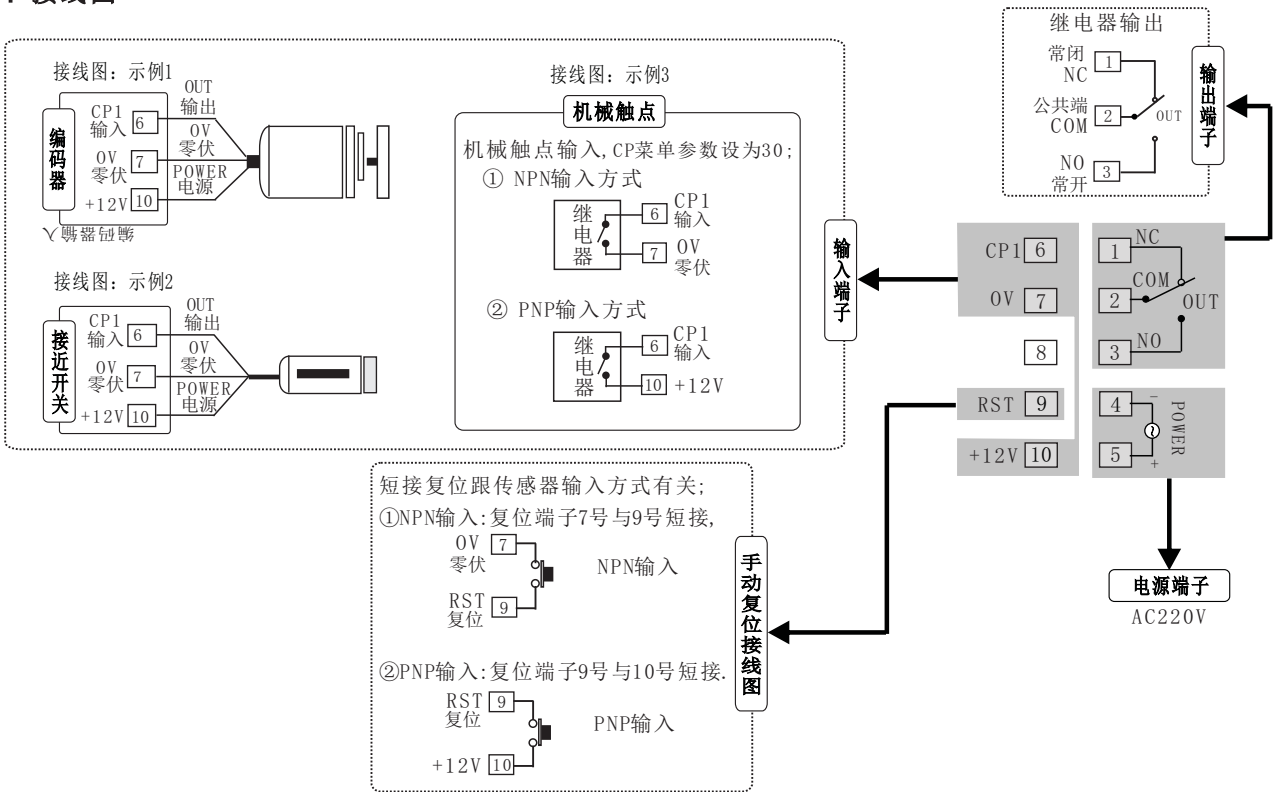 接线图：示例1
编码器
CP1
输入 6
0V
零伏 7
+12V 10
OUT
输出
0V
零伏
POWER
电源
编码器输入
接线图：示例2
接近开关
CP1
输入 6
0V
零伏 7
+12V 10
OUT
输出
0V
零伏
POWER
电源
接线图：示例3
机械触点
机械触点输入,CP菜单参数设为30;
① NPN输入方式
继电器
6 CP1
输入
7 0V
零伏
② PNP输入方式
继电器
6 CP1
输入
10 +12V
输入端子
继电器输出
常闭
NC 1
公共端
COM 2
OUT
NO
常开 3
输出端子
CP1 6
0V 7
8
RST 9
+12V 10
1 NC
2 COM
OUT
3 NO
4 −
5 +
POWER
电源端子
AC220V
短接复位跟传感器输入方式有关;
①NPN输入:复位端子7号与9号短接,
0V 7
零伏
NPN输入
RST 9
复位
②PNP输入:复位端子9号与10号短接.
RST 9
复位
PNP输入
+12V 10
手动复位接线图